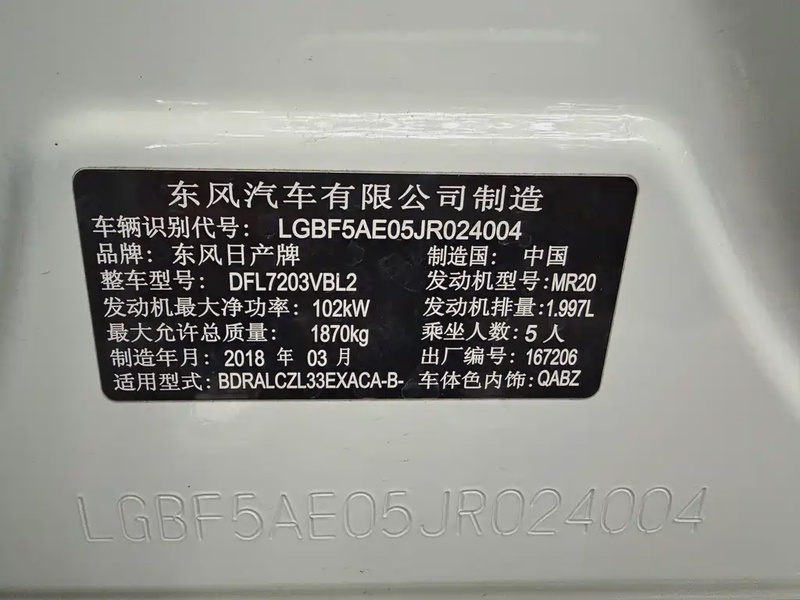 东风汽车有限公司制造
车辆识别代号: LGBF5AE05JR024004
品牌: 东风日产牌 制造国: 中国
整车型号: DFL7203VBL2 发动机型号:MR20
发动机最大净功率: 102kW 发动机排量:1.997L
最大允许总质量: 1870kg 乘坐人数:5人
制造年月: 2018 年 03 月 出厂编号: 167206
适用型式: BDRALCZL33EXACA-B- 车体色内饰:QABZ
LGBF5AE05JR024004